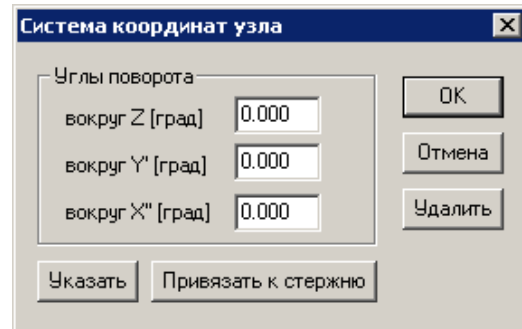 Система координат узла
Углы поворота
вокруг Z [град] 0.000
вокруг Y' [град] 0.000
вокруг X'' [град] 0.000
OK
Отмена
Удалить
Указать
Привязать к стержню